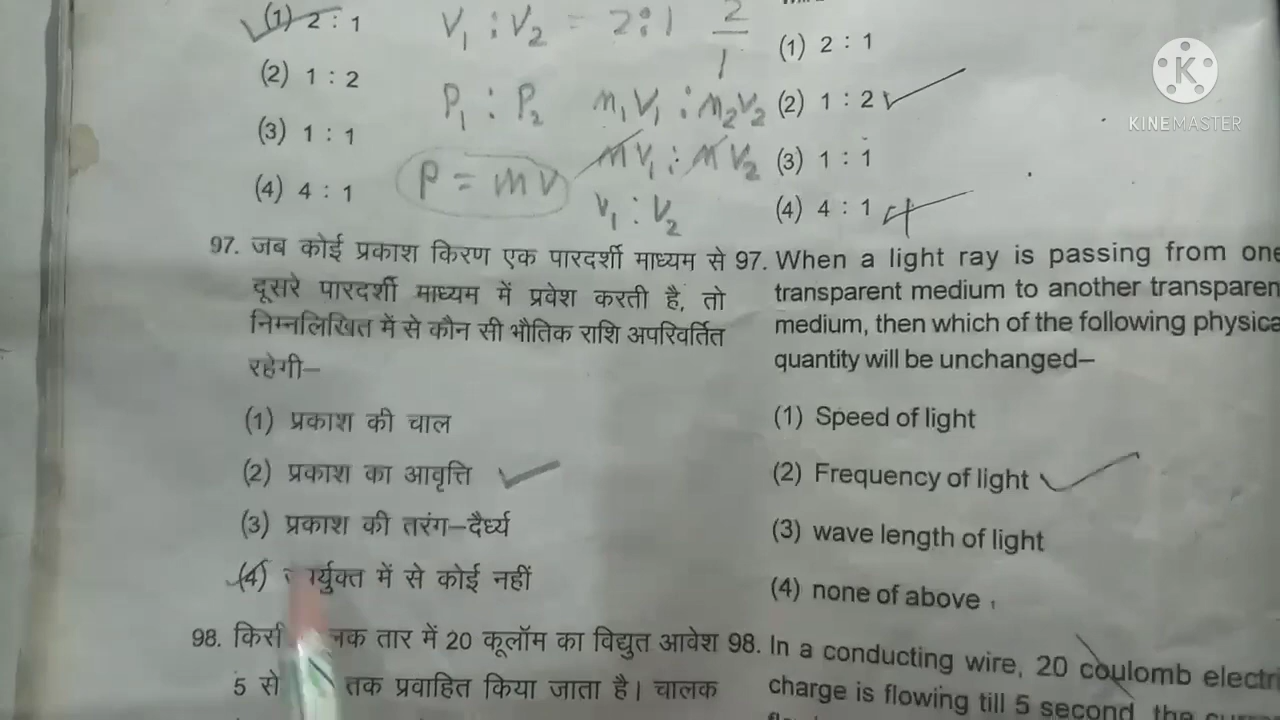 (1) 2 : 1
(2) 1 : 2
(3) 1 : 1
(4) 4 : 1
V₁ : V₂ = 2:1 2/1
P₁ : P₂ m₁V₁ : m₂V₂
P = mv mV₁ : mV₂
V₁ : V₂
(1) 2 : 1
(2) 1 : 2
(3) 1 : 1
(4) 4 : 1
KINEMASTER
97. जब कोई प्रकाश किरण एक पारदर्शी माध्यम से
दूसरे पारदर्शी माध्यम में प्रवेश करती है, तो
निम्नलिखित में से कौन सी भौतिक राशि अपरिवर्तित
रहेगी–
(1) प्रकाश की चाल
(2) प्रकाश का आवृत्ति
(3) प्रकाश की तरंग–दैर्ध्य
(4) में से कोई नहीं
98. तार में 20 कूलॉम का विद्युत आवेश
5 से तक प्रवाहित किया जाता है। चालक
97. When a light ray is passing from one
transparent medium to another transparen
medium, then which of the following physica
quantity will be unchanged–
(1) Speed of light
(2) Frequency of light
(3) wave length of light
(4) none of above
98. In a conducting wire, 20 coulomb electri
charge is flowing till 5 second, the